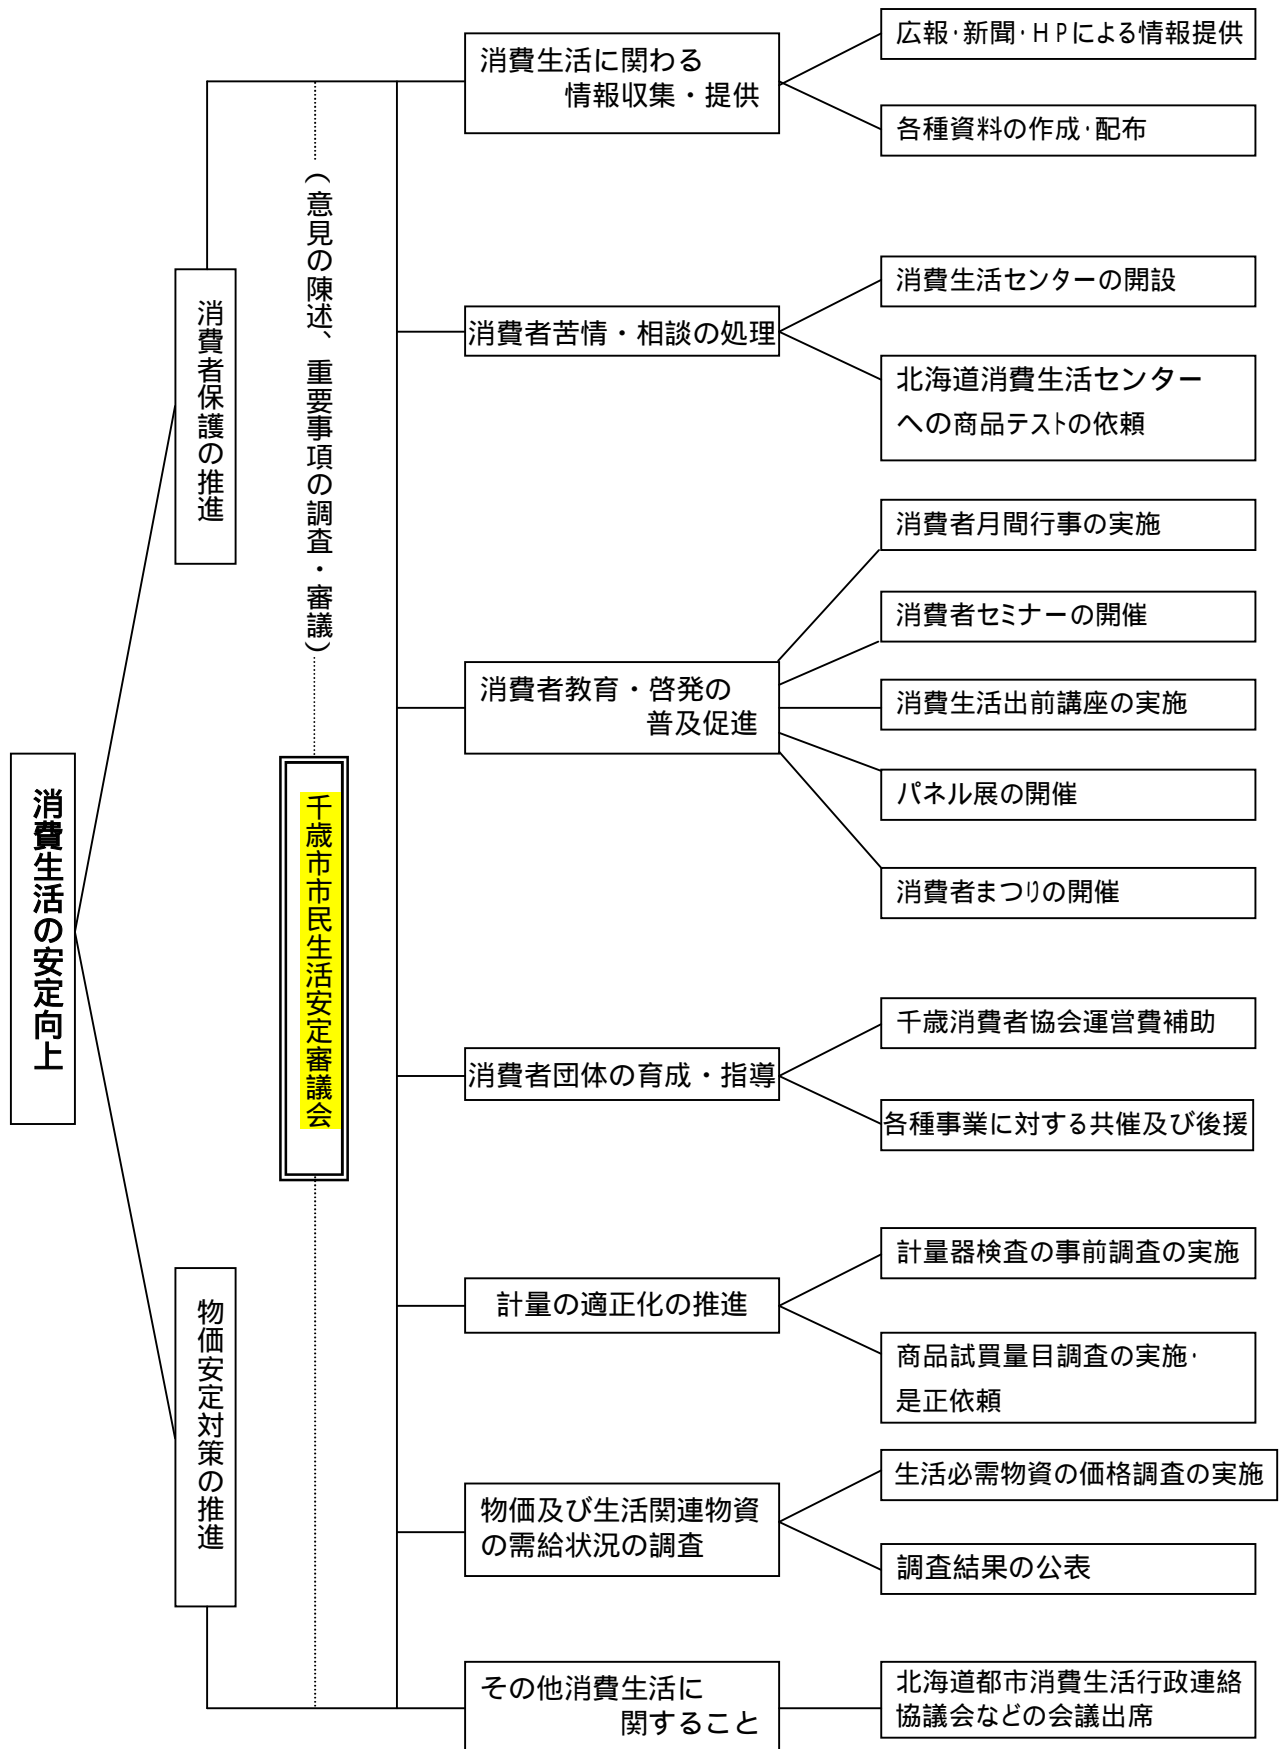 消費生活の安定向上
消費者保護の推進
物価安定対策の推進
(意見の陳述、重要事項の調査・審議)
千歳市市民生活安定審議会
消費生活に関わる
情報収集・提供
広報・新聞・HPによる情報提供
各種資料の作成・配布
消費者苦情・相談の処理
消費生活センターの開設
北海道消費生活センター
への商品テストの依頼
消費者教育・啓発の
普及促進
消費者月間行事の実施
消費者セミナーの開催
消費生活出前講座の実施
パネル展の開催
消費者まつりの開催
消費者団体の育成・指導
千歳消費者協会運営費補助
各種事業に対する共催及び後援
計量の適正化の推進
計量器検査の事前調査の実施
商品試買量目調査の実施・
是正依頼
物価及び生活関連物資
の需給状況の調査
生活必需物資の価格調査の実施
調査結果の公表
その他消費生活に
関すること
北海道都市消費生活行政連絡
協議会などの会議出席